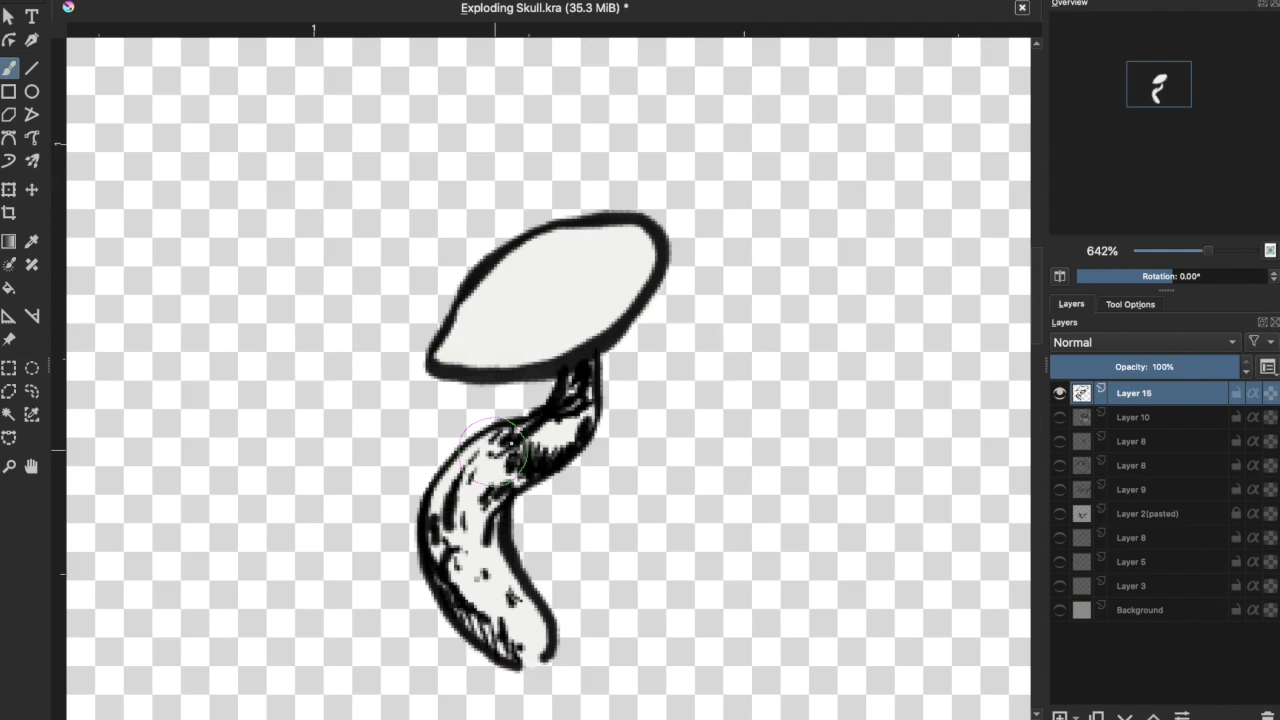 Exploding Skull.kra (35.3 MiB) *
Overview
642%
Rotation: 0.00°
Layers
Tool Options
Layers
Normal
Opacity: 100%
Layer 15
Layer 10
Layer 8
Layer 8
Layer 9
Layer 2(pasted)
Layer 8
Layer 5
Layer 3
Background
1